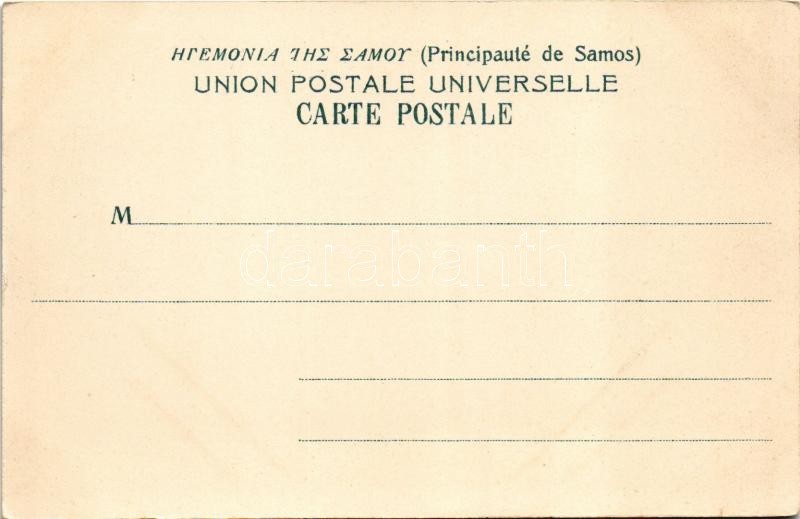 ΗΓΕΜΟΝΙΑ ΤΗΣ ΣΑΜΟΥ (Principauté de Samos)
UNION POSTALE UNIVERSELLE
CARTE POSTALE
M
darabanth